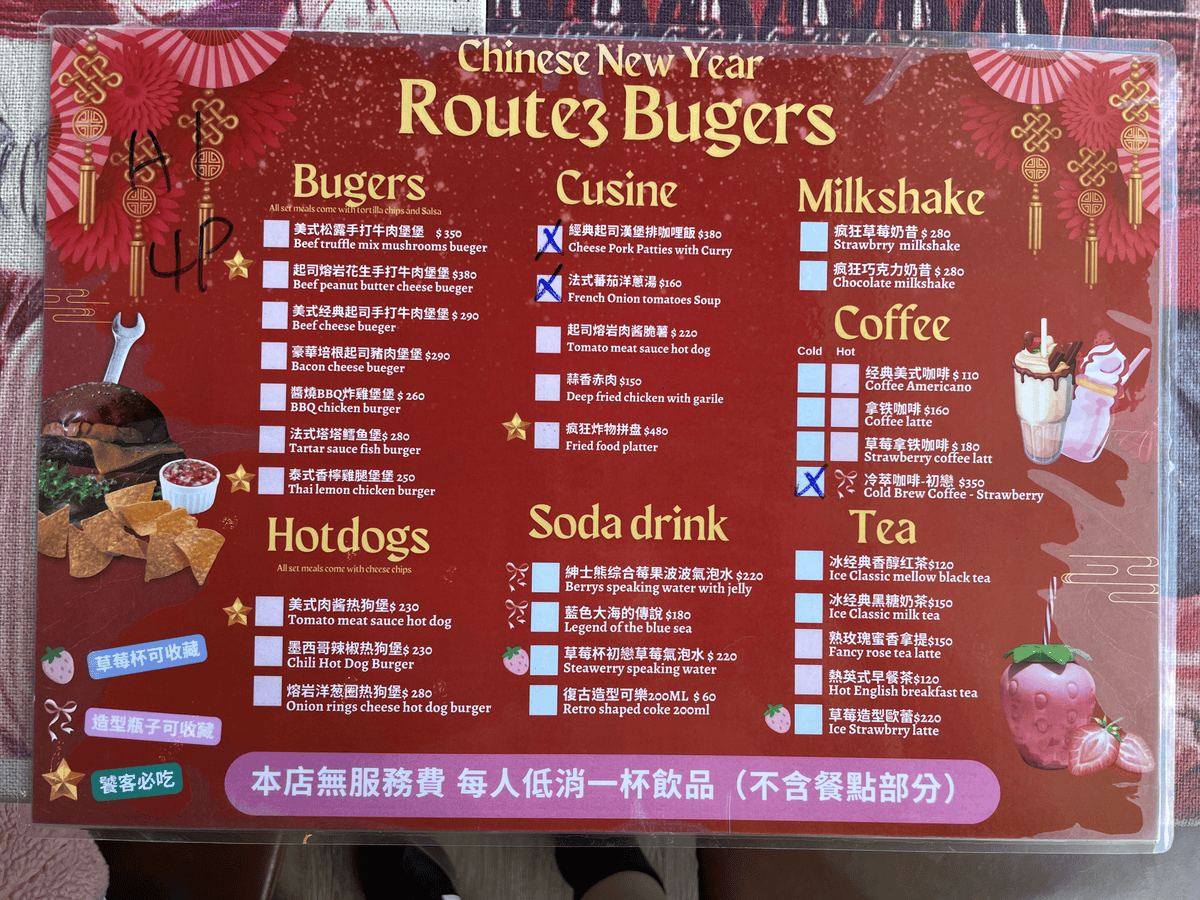 Chinese New Year
Route3 Bugers
A1
4P
Bugers
All set meals come with tortilla chips and Salsa
美式松露手打牛肉堡堡 $350
Beef truffle mix mushrooms bueger
起司熔岩花生手打牛肉堡堡 $380
Beef peanut butter cheese bueger
美式经典起司手打牛肉堡堡 $ 290
Beef cheese bueger
豪華培根起司豬肉堡堡 $290
Bacon cheese bueger
醬燒BBQ炸雞堡堡 $ 260
BBQ chicken burger
法式塔塔鳕鱼堡$ 280
Tartar sauce fish burger
泰式香檸雞腿堡堡 250
Thai lemon chicken burger
Hotdogs
All set meals come with cheese chips
美式肉酱热狗堡$ 230
Tomato meat sauce hot dog
墨西哥辣椒热狗堡$ 230
Chili Hot Dog Burger
熔岩洋葱圈热狗堡$ 280
Onion rings cheese hot dog burger
草莓杯可收藏
造型瓶子可收藏
饕客必吃
Cusine
經典起司漢堡排咖哩飯 $380
Cheese Pork Patties with Curry
法式蕃茄洋蔥湯 $160
French Onion tomatoes Soup
起司熔岩肉酱脆薯 $ 220
Tomato meat sauce hot dog
蒜香赤肉 $150
Deep fried chicken with garile
疯狂炸物拼盘 $480
Fried food platter
Soda drink
紳士熊综合莓果波波氣泡水 $220
Berrys speaking water with jelly
藍色大海的傳說 $180
Legend of the blue sea
草莓杯初戀草莓氣泡水 $ 220
Steawerry speaking water
復古造型可樂200ML $ 60
Retro shaped coke 200ml
Milkshake
疯狂草莓奶昔 $ 280
Strawbrry milkshake
疯狂巧克力奶昔 $ 280
Chocolate milkshake
Coffee
Cold Hot
经典美式咖啡 $ 110
Coffee Americano
拿铁咖啡 $160
Coffee latte
草莓拿铁咖啡 $ 180
Strawberry coffee latt
冷萃咖啡-初戀 $350
Cold Brew Coffee - Strawberry
Tea
冰经典香醇红茶$120
Ice Classic mellow black tea
冰经典黑糖奶茶$150
Ice Classic milk tea
熱玫瑰蜜香拿提$150
Fancy rose tea latte
熱英式早餐茶$120
Hot English breakfast tea
草莓造型歐蕾$220
Ice Strawbrry latte
本店無服務費 每人低消一杯飲品（不含餐點部分）